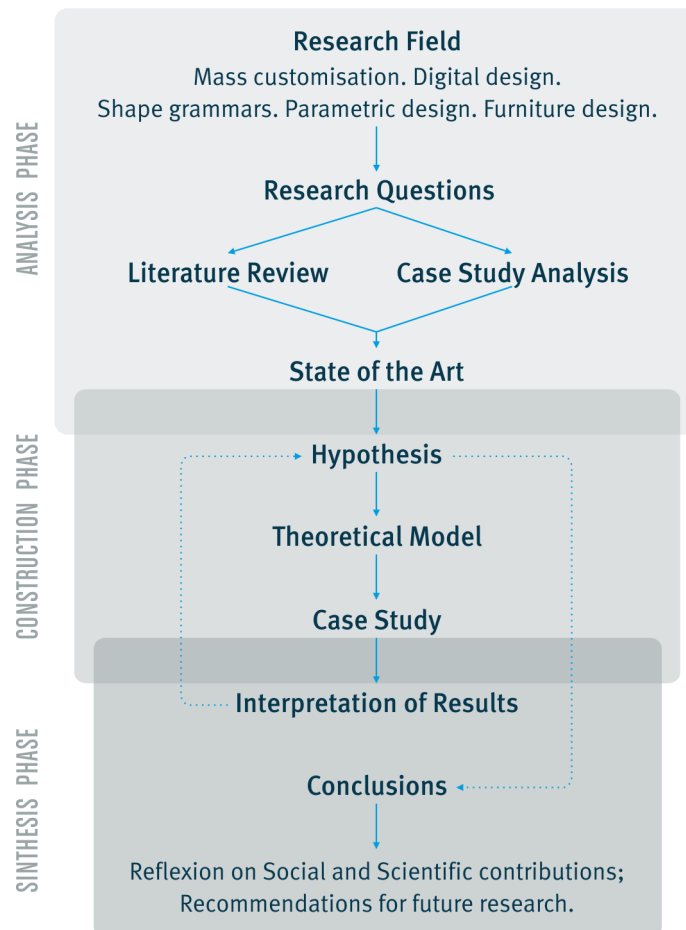 Research Field
Mass customisation. Digital design.
Shape grammars. Parametric design. Furniture design.
ANALYSIS PHASE
Research Questions
Literature Review
Case Study Analysis
State of the Art
CONSTRUCTION PHASE
Hypothesis
Theoretical Model
Case Study
SINTHESIS PHASE
Interpretation of Results
Conclusions
Reflexion on Social and Scientific contributions;
Recommendations for future research.